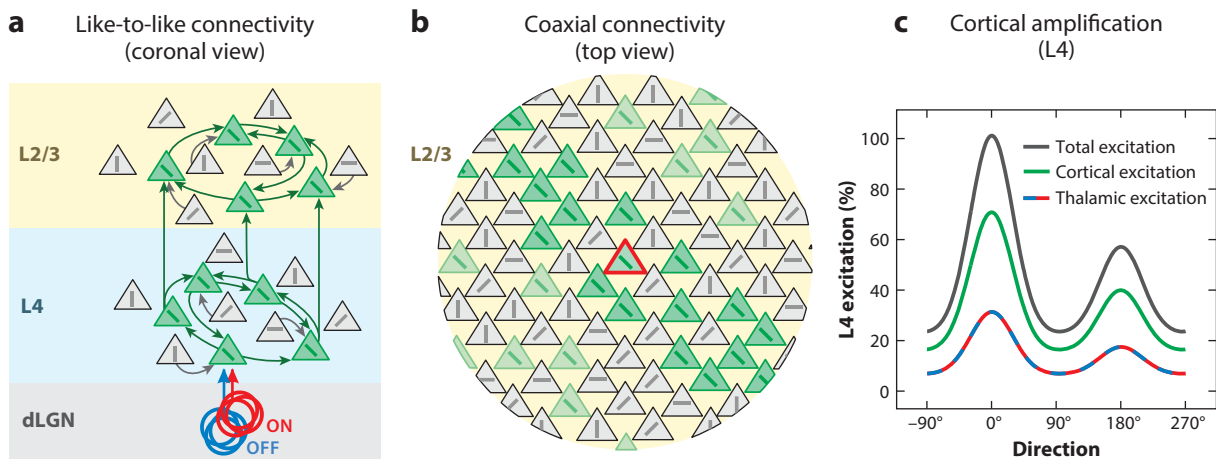 a
Like-to-like connectivity
(coronal view)
L2/3
L4
dLGN
ON
OFF
b
Coaxial connectivity
(top view)
L2/3
c
Cortical amplification
(L4)
L4 excitation (%)
100
80
60
40
20
0
Total excitation
Cortical excitation
Thalamic excitation
–90° 0° 90° 180° 270°
Direction